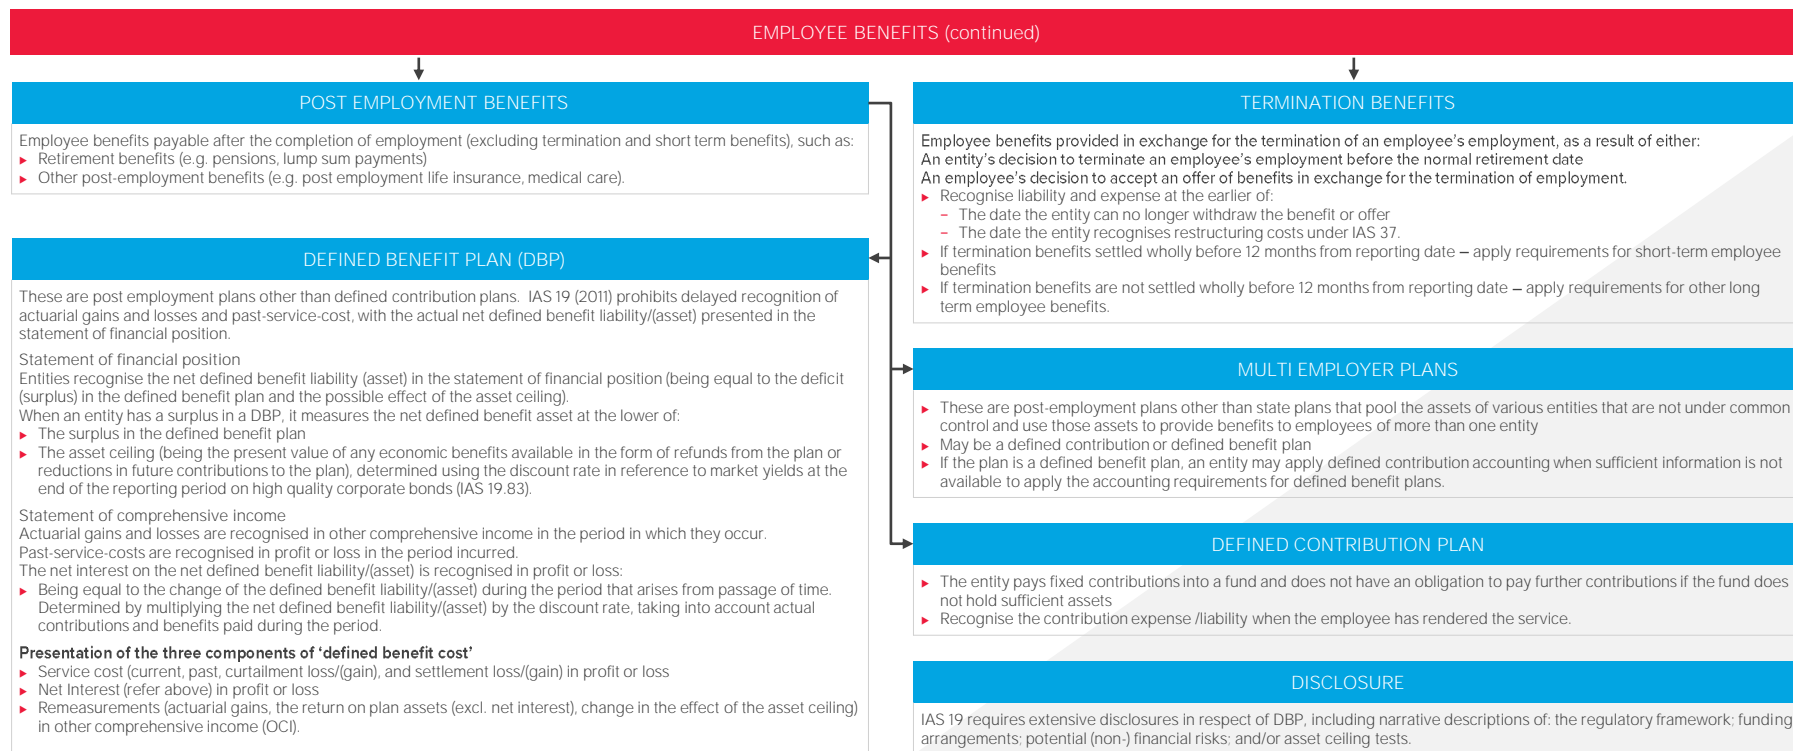 EMPLOYEE BENEFITS (continued)
POST EMPLOYMENT BENEFITS
Employee benefits payable after the completion of employment (excluding termination and short term benefits), such as:
► Retirement benefits (e.g. pensions, lump sum payments)
► Other post-employment benefits (e.g. post employment life insurance, medical care).
DEFINED BENEFIT PLAN (DBP)
These are post employment plans other than defined contribution plans. IAS 19 (2011) prohibits delayed recognition of
actuarial gains and losses and past-service-cost, with the actual net defined benefit liability/(asset) presented in the
statement of financial position.
Statement of financial position
Entities recognise the net defined benefit liability (asset) in the statement of financial position (being equal to the deficit
(surplus) in the defined benefit plan and the possible effect of the asset ceiling).
When an entity has a surplus in a DBP, it measures the net defined benefit asset at the lower of:
► The surplus in the defined benefit plan
► The asset ceiling (being the present value of any economic benefits available in the form of refunds from the plan or
reductions in future contributions to the plan), determined using the discount rate in reference to market yields at the
end of the reporting period on high quality corporate bonds (IAS 19.83).
Statement of comprehensive income
Actuarial gains and losses are recognised in other comprehensive income in the period in which they occur.
Past-service-costs are recognised in profit or loss in the period incurred.
The net interest on the net defined benefit liability/(asset) is recognised in profit or loss:
► Being equal to the change of the defined benefit liability/(asset) during the period that arises from passage of time.
Determined by multiplying the net defined benefit liability/(asset) by the discount rate, taking into account actual
contributions and benefits paid during the period.
Presentation of the three components of ‘defined benefit cost’
► Service cost (current, past, curtailment loss/(gain), and settlement loss/(gain) in profit or loss
► Net Interest (refer above) in profit or loss
► Remeasurements (actuarial gains, the return on plan assets (excl. net interest), change in the effect of the asset ceiling)
in other comprehensive income (OCI).
TERMINATION BENEFITS
Employee benefits provided in exchange for the termination of an employee’s employment, as a result of either:
An entity’s decision to terminate an employee’s employment before the normal retirement date
An employee’s decision to accept an offer of benefits in exchange for the termination of employment.
► Recognise liability and expense at the earlier of:
– The date the entity can no longer withdraw the benefit or offer
– The date the entity recognises restructuring costs under IAS 37.
► If termination benefits settled wholly before 12 months from reporting date – apply requirements for short-term employee
benefits
► If termination benefits are not settled wholly before 12 months from reporting date – apply requirements for other long
term employee benefits.
MULTI EMPLOYER PLANS
► These are post-employment plans other than state plans that pool the assets of various entities that are not under common
control and use those assets to provide benefits to employees of more than one entity
► May be a defined contribution or defined benefit plan
► If the plan is a defined benefit plan, an entity may apply defined contribution accounting when sufficient information is not
available to apply the accounting requirements for defined benefit plans.
DEFINED CONTRIBUTION PLAN
► The entity pays fixed contributions into a fund and does not have an obligation to pay further contributions if the fund does
not hold sufficient assets
► Recognise the contribution expense /liability when the employee has rendered the service.
DISCLOSURE
IAS 19 requires extensive disclosures in respect of DBP, including narrative descriptions of: the regulatory framework; funding
arrangements; potential (non-) financial risks; and/or asset ceiling tests.